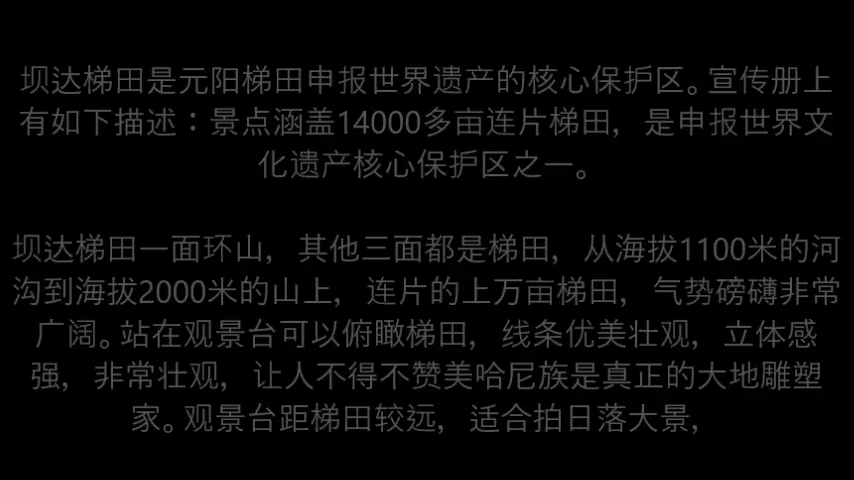 坝达梯田是元阳梯田申报世界遗产的核心保护区。宣传册上
有如下描述：景点涵盖14000多亩连片梯田，是申报世界文
化遗产核心保护区之一。
坝达梯田一面环山，其他三面都是梯田，从海拔1100米的河
沟到海拔2000米的山上，连片的上万亩梯田，气势磅礴非常
广阔。站在观景台可以俯瞰梯田，线条优美壮观，立体感
强，非常壮观，让人不得不赞美哈尼族是真正的大地雕塑
家。观景台距梯田较远，适合拍日落大景，